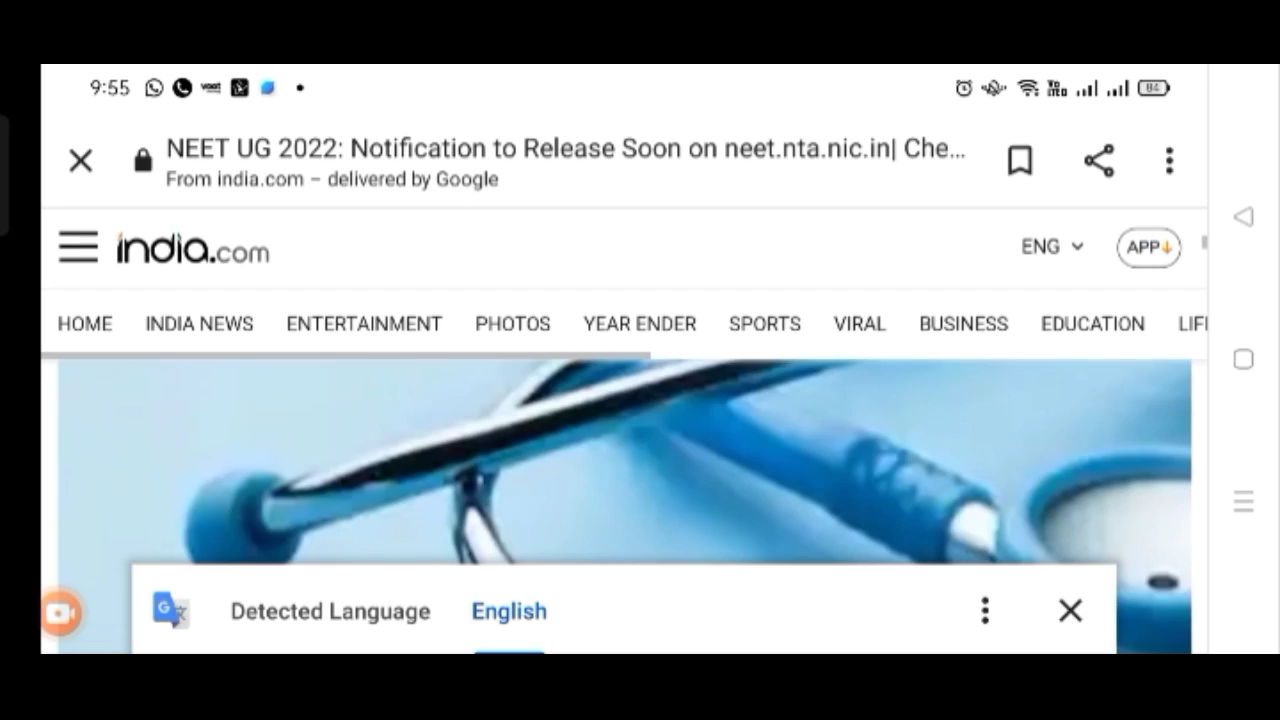 9:55
84
NEET UG 2022: Notification to Release Soon on neet.nta.nic.in| Che...
From india.com – delivered by Google
india.com
ENG
APP
HOME INDIA NEWS ENTERTAINMENT PHOTOS YEAR ENDER SPORTS VIRAL BUSINESS EDUCATION LIF
Detected Language English